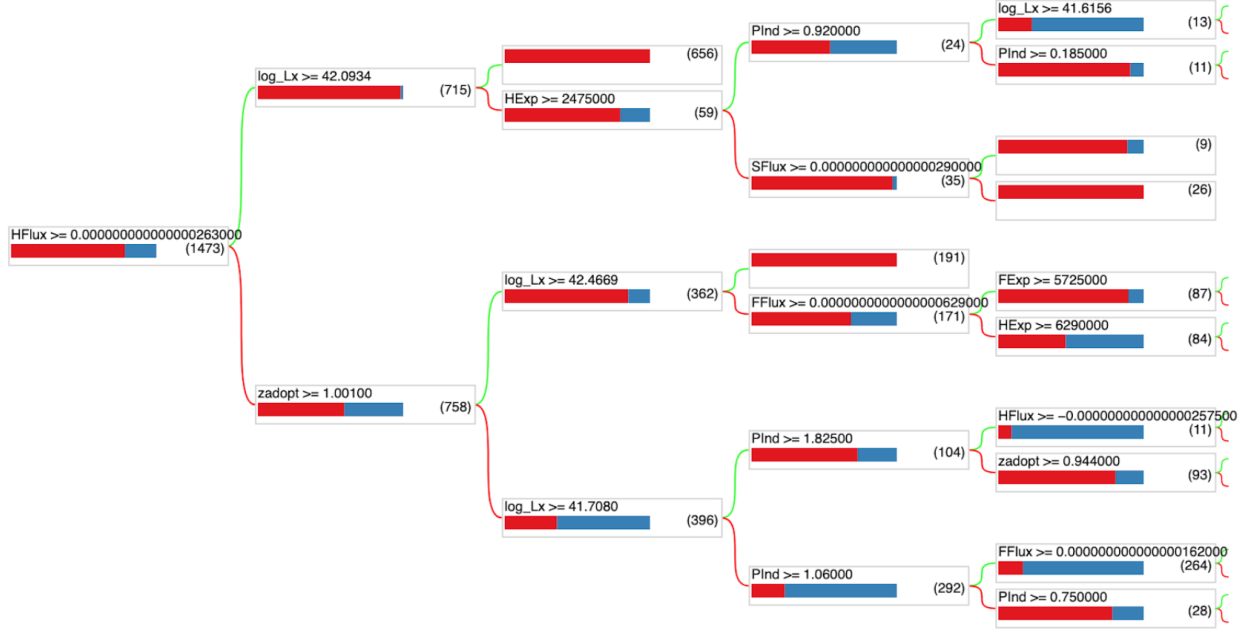 HFlux >= 0.000000000000000263000
(1473)
log_Lx >= 42.0934
(715)
zadopt >= 1.00100
(758)
(656)
HExp >= 2475000
(59)
log_Lx >= 42.4669
(362)
log_Lx >= 41.7080
(396)
PInd >= 0.920000
(24)
SFlux >= 0.000000000000000290000
(35)
(191)
FFlux >= 0.0000000000000000629000
(171)
PInd >= 1.82500
(104)
PInd >= 1.06000
(292)
log_Lx >= 41.6156
(13)
PInd >= 0.185000
(11)
(9)
(26)
FExp >= 5725000
(87)
HExp >= 6290000
(84)
HFlux >= −0.000000000000000257500
(11)
zadopt >= 0.944000
(93)
FFlux >= 0.000000000000000162000
(264)
PInd >= 0.750000
(28)